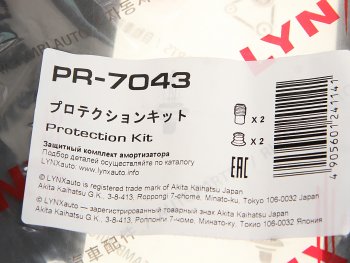 LYNX
PR-7043
プロテクションキット
Protection Kit
X 2
X 2
Защитный комплект амортизатора
Подбор деталей осуществляйте по каталогу
LYNXauto.info
EAC
4905601241141
LYNXauto is registered trade mark of Akita Kaihatsu Japan
Akita Kaihatsu G.K., 3-8-413, Roppongi 7-chome, Minato-ku, Tokyo 106-0032 Japan
LYNXauto — зарегистрированный товарный знак Akita Kaihatsu Japan
Akita Kaihatsu G.K., 3-8-413, Роппонги 7-чоме, Минато-ку, Токио 106-0032 Япония